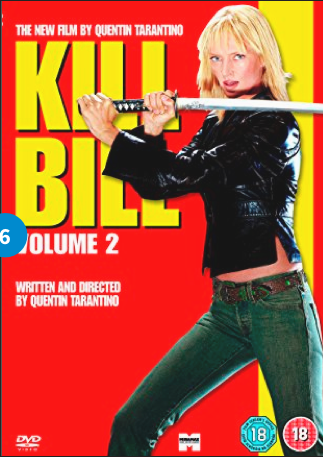 THE NEW FILM BY QUENTIN TARANTINO
KILL
BILL
VOLUME 2
6
WRITTEN AND DIRECTED
BY QUENTIN TARANTINO
DVD
VIDEO
M
MIRAMAX
18
18